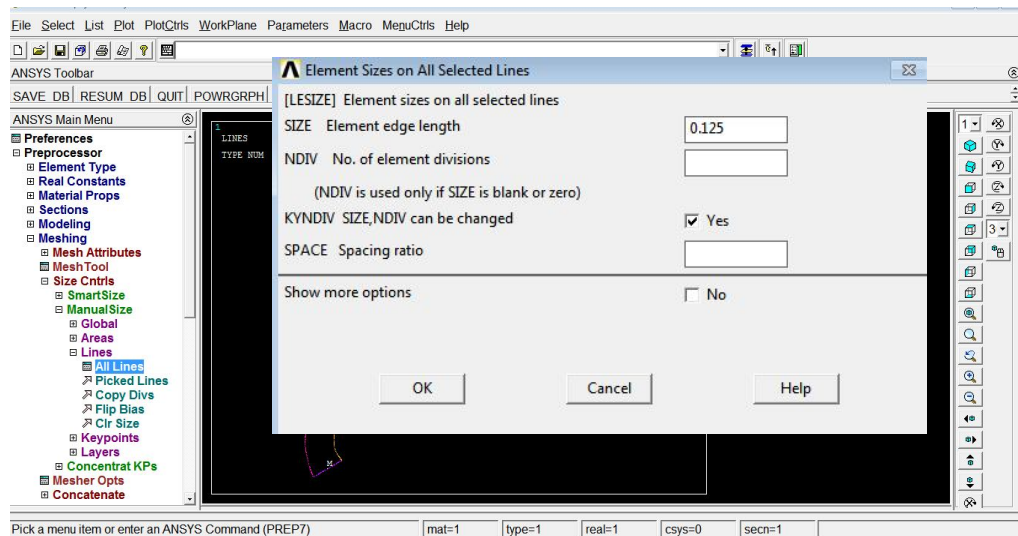 File Select List Plot PlotCtrls WorkPlane Parameters Macro MenuCtrls Help
ANSYS Toolbar
SAVE_DB RESUM_DB QUIT POWRGRPH
ANSYS Main Menu
Preferences
Preprocessor
Element Type
Real Constants
Material Props
Sections
Modeling
Meshing
Mesh Attributes
MeshTool
Size Cntrls
SmartSize
ManualSize
Global
Areas
Lines
All Lines
Picked Lines
Copy Divs
Flip Bias
Clr Size
Keypoints
Layers
Concentrat KPs
Mesher Opts
Concatenate
1
LINES
TYPE NUM
M
Element Sizes on All Selected Lines
[LESIZE] Element sizes on all selected lines
SIZE Element edge length 0.125
NDIV No. of element divisions
(NDIV is used only if SIZE is blank or zero)
KYNDIV SIZE,NDIV can be changed Yes
SPACE Spacing ratio
Show more options No
OK Cancel Help
1
3
Pick a menu item or enter an ANSYS Command (PREP7) mat=1 type=1 real=1 csys=0 secn=1